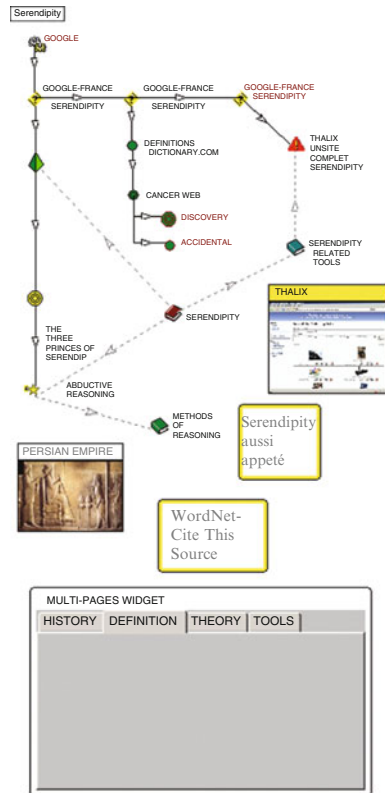 Serendipity
GOOGLE
GOOGLE-FRANCE
SERENDIPITY
GOOGLE-FRANCE
SERENDIPITY
GOOGLE-FRANCE
SERENDIPITY
DEFINITIONS
DICTIONARY.COM
THALIX
UNSITE
COMPLET
SERENDIPITY
CANCER WEB
DISCOVERY
ACCIDENTAL
SERENDIPITY
RELATED
TOOLS
THALIX
SERENDIPITY
THE
THREE
PRINCES OF
SERENDIP
ABDUCTIVE
REASONING
METHODS
OF
REASONING
Serendipity
aussi
appeté
PERSIAN EMPIRE
WordNet-
Cite This
Source
MULTI-PAGES WIDGET
HISTORY DEFINITION THEORY TOOLS